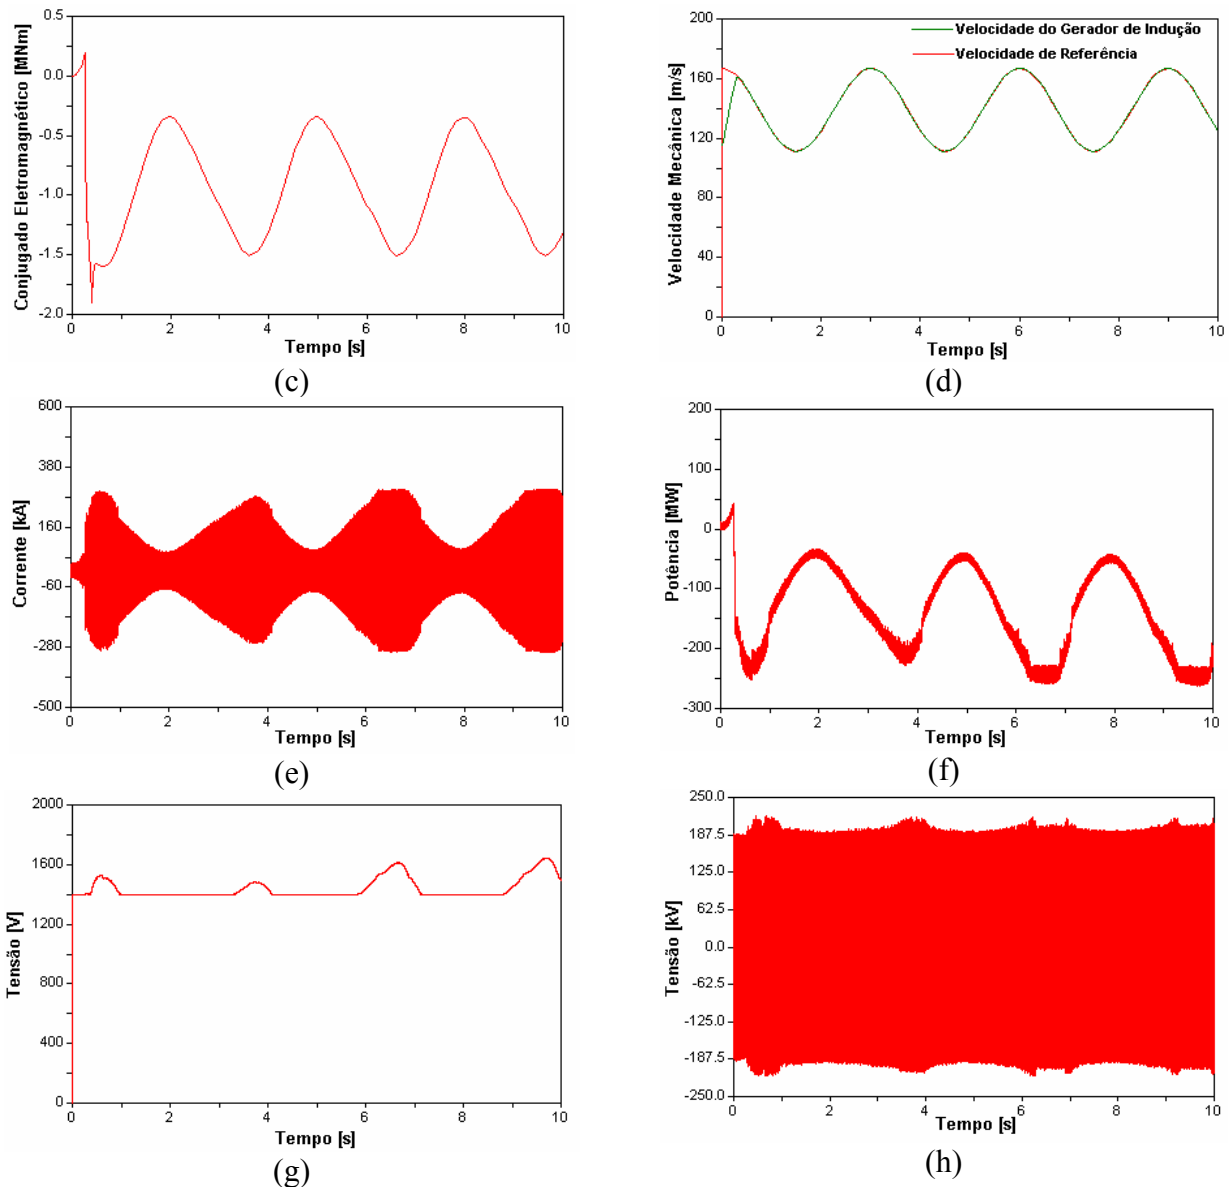 Conjugado Eletromagnético [MNm]
0.5
0.0
-0.5
-1.0
-1.5
-2.0
0 2 4 6 8 10
Tempo [s]
(c)
Velocidade Mecânica [m/s]
200
160
120
80
40
0
Velocidade do Gerador de Indução
Velocidade de Referência
0 2 4 6 8 10
Tempo [s]
(d)
Corrente [kA]
600
380
160
-60
-280
-500
0 2 4 6 8 10
Tempo [s]
(e)
Potência [MW]
200
100
0
-100
-200
-300
0 2 4 6 8 10
Tempo [s]
(f)
Tensão [V]
2000
1600
1200
800
400
0
0 2 4 6 8 10
Tempo [s]
(g)
Tensão [kV]
250.0
187.5
125.0
62.5
0.0
-62.5
-125.0
-187.5
-250.0
0 2 4 6 8 10
Tempo [s]
(h)